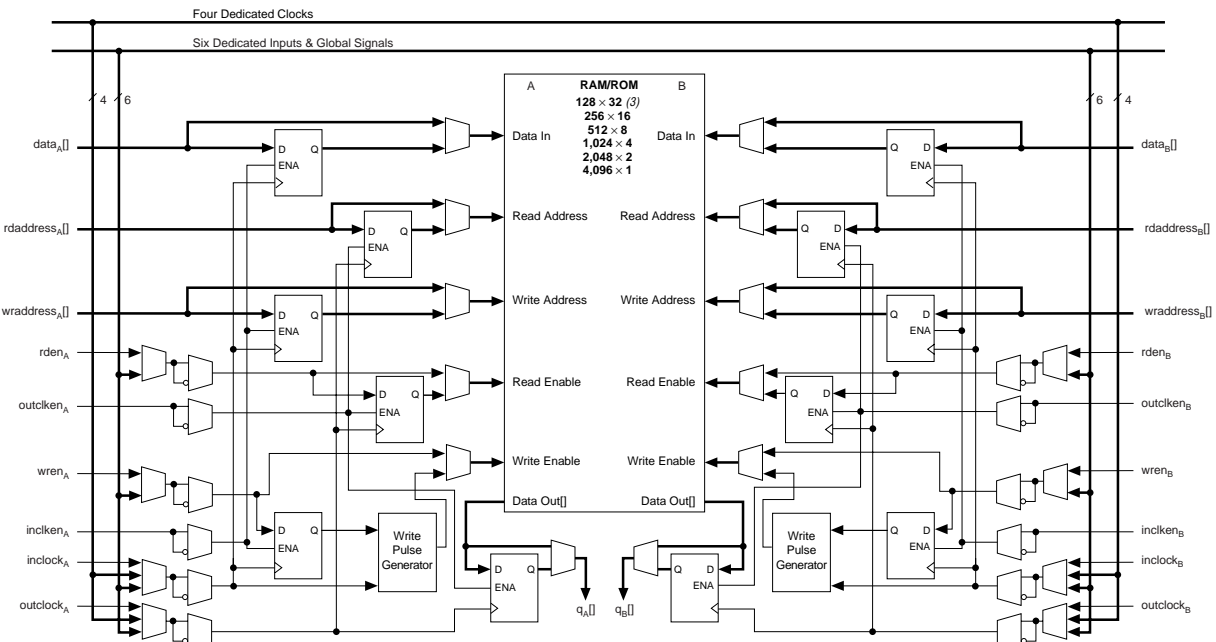 Four Dedicated Clocks
Six Dedicated Inputs & Global Signals
4 6
6 4
A RAM/ROM B
128 × 32 (3)
256 × 16
512 × 8
1,024 × 4
2,048 × 2
4,096 × 1
dataA[]
D Q
ENA
Data In
Data In
Q D
ENA
dataB[]
rdaddressA[]
D Q
ENA
Read Address
Read Address
Q D
ENA
rdaddressB[]
wraddressA[]
D Q
ENA
Write Address
Write Address
Q D
ENA
wraddressB[]
rdenA
D Q
ENA
Read Enable
Read Enable
Q D
ENA
rdenB
outclkenA
outclkenB
wrenA
Write Enable
Write Enable
wrenB
Data Out[]
Data Out[]
inclkenA
D Q
ENA
Write
Pulse
Generator
Write
Pulse
Generator
Q D
ENA
inclkenB
inclockA
D Q
ENA
Q D
ENA
inclockB
outclockA
qA[]
qB[]
outclockB